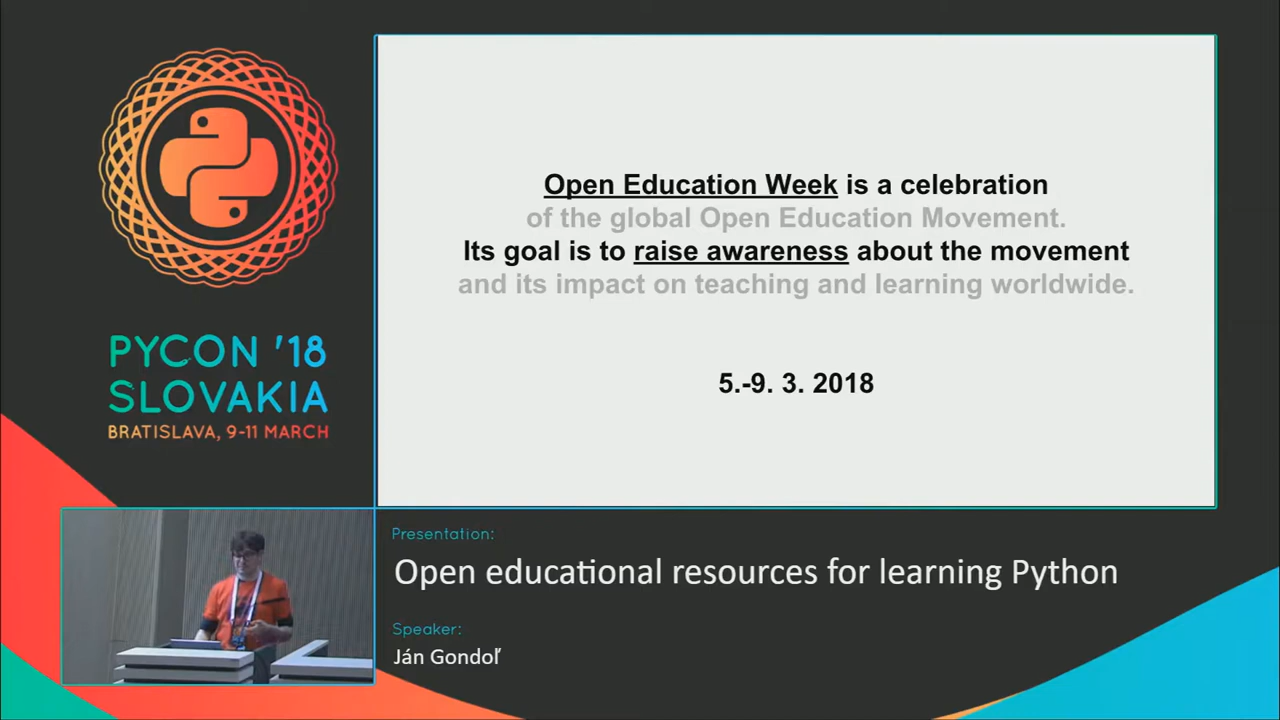 PYCON '18
SLOVAKIA
BRATISLAVA, 9-11 MARCH
Open Education Week is a celebration
of the global Open Education Movement.
Its goal is to raise awareness about the movement
and its impact on teaching and learning worldwide.
5.-9. 3. 2018
Presentation:
Open educational resources for learning Python
Speaker:
Ján Gondoľ